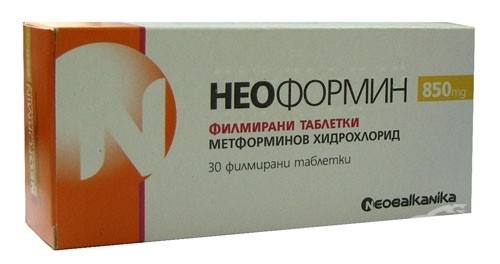 НЕОФОРМИН 850mg
ФИЛМИРАНИ ТАБЛЕТКИ
МЕТФОРМИНОВ ХИДРОХЛОРИД
30 филмирани таблетки
Neobalkanika